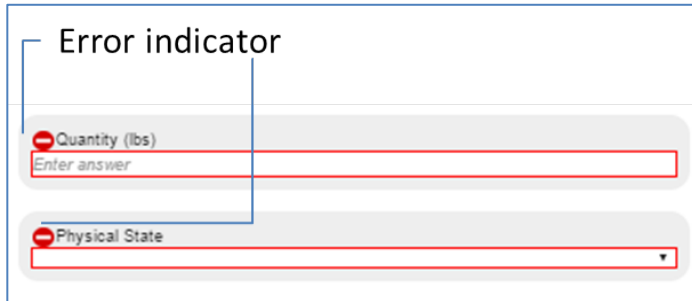 Error indicator
Quantity (lbs)
Enter answer
Physical State